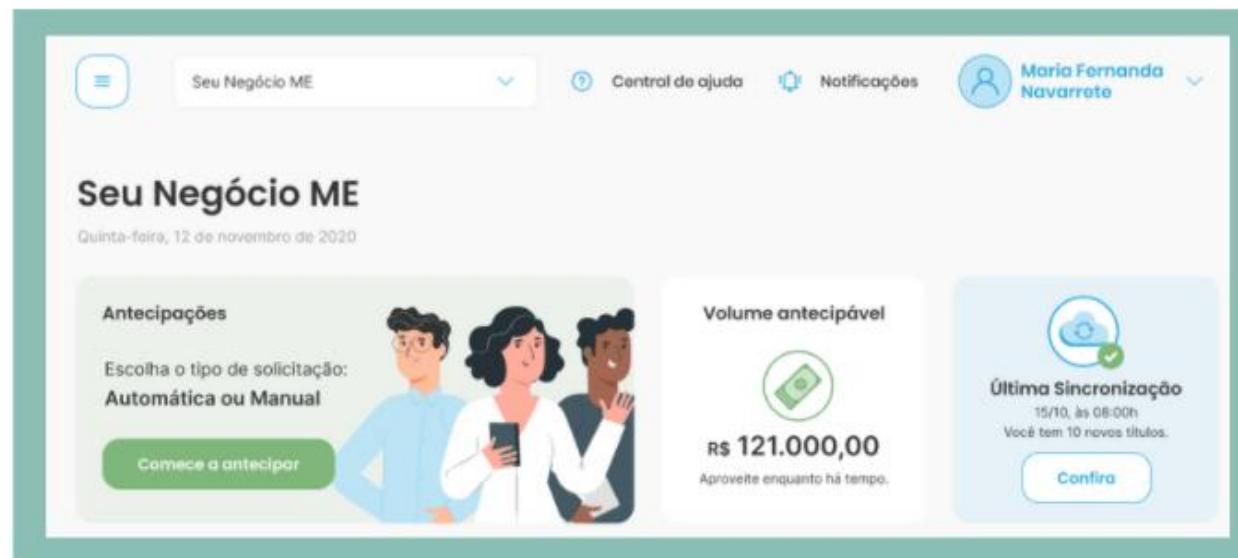 Seu Negócio ME
Central de ajuda
Notificações
Maria Fernanda
Navarrete
Seu Negócio ME
Quinta-feira, 12 de novembro de 2020
Antecipações
Escolha o tipo de solicitação:
Automática ou Manual
Comece a antecipar
Volume antecipável
R$ 121.000,00
Aproveite enquanto há tempo.
Última Sincronização
15/10, às 08:00h
Você tem 10 novos títulos.
Confira